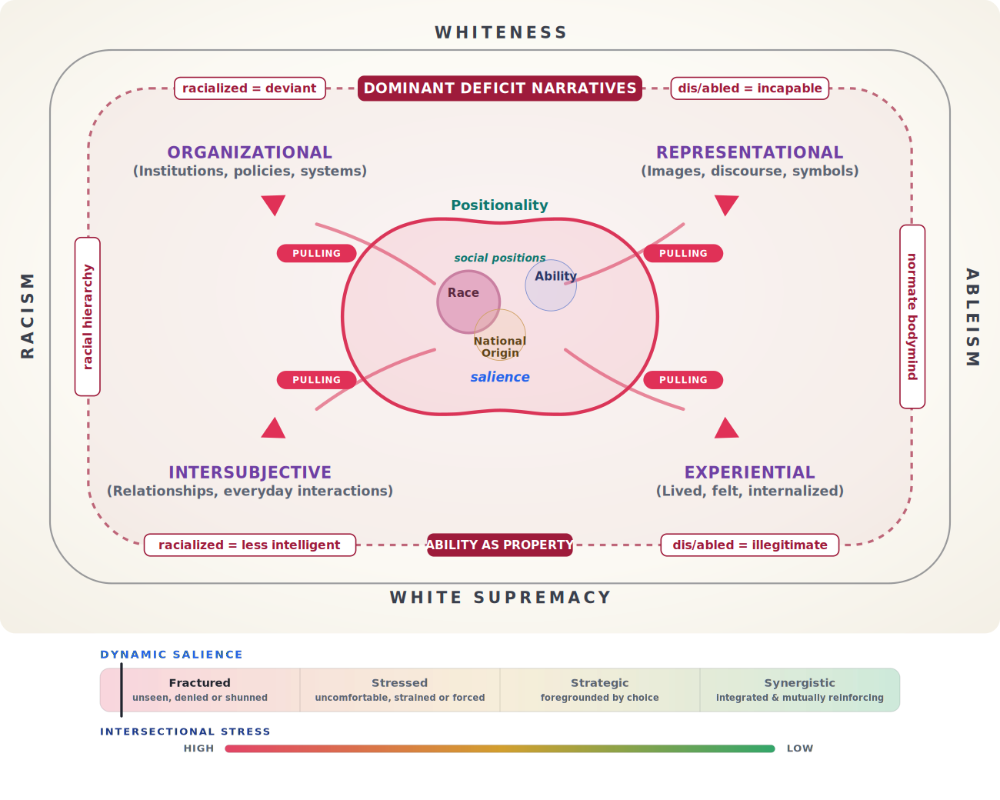 WHITENESS
racialized = deviant
DOMINANT DEFICIT NARRATIVES
dis/abled = incapable
ORGANIZATIONAL
(Institutions, policies, systems)
REPRESENTATIONAL
(Images, discourse, symbols)
Positionality
PULLING
PULLING
social positions
Ability
Race
National
Origin
salience
RACISM
racial hierarchy
normate bodymind
ABLEISM
PULLING
PULLING
INTERSUBJECTIVE
(Relationships, everyday interactions)
EXPERIENTIAL
(Lived, felt, internalized)
racialized = less intelligent
ABILITY AS PROPERTY
dis/abled = illegitimate
WHITE SUPREMACY
DYNAMIC SALIENCE
Fractured
unseen, denied or shunned
Stressed
uncomfortable, strained or forced
Strategic
foregrounded by choice
Synergistic
integrated & mutually reinforcing
INTERSECTIONAL STRESS
HIGH
LOW